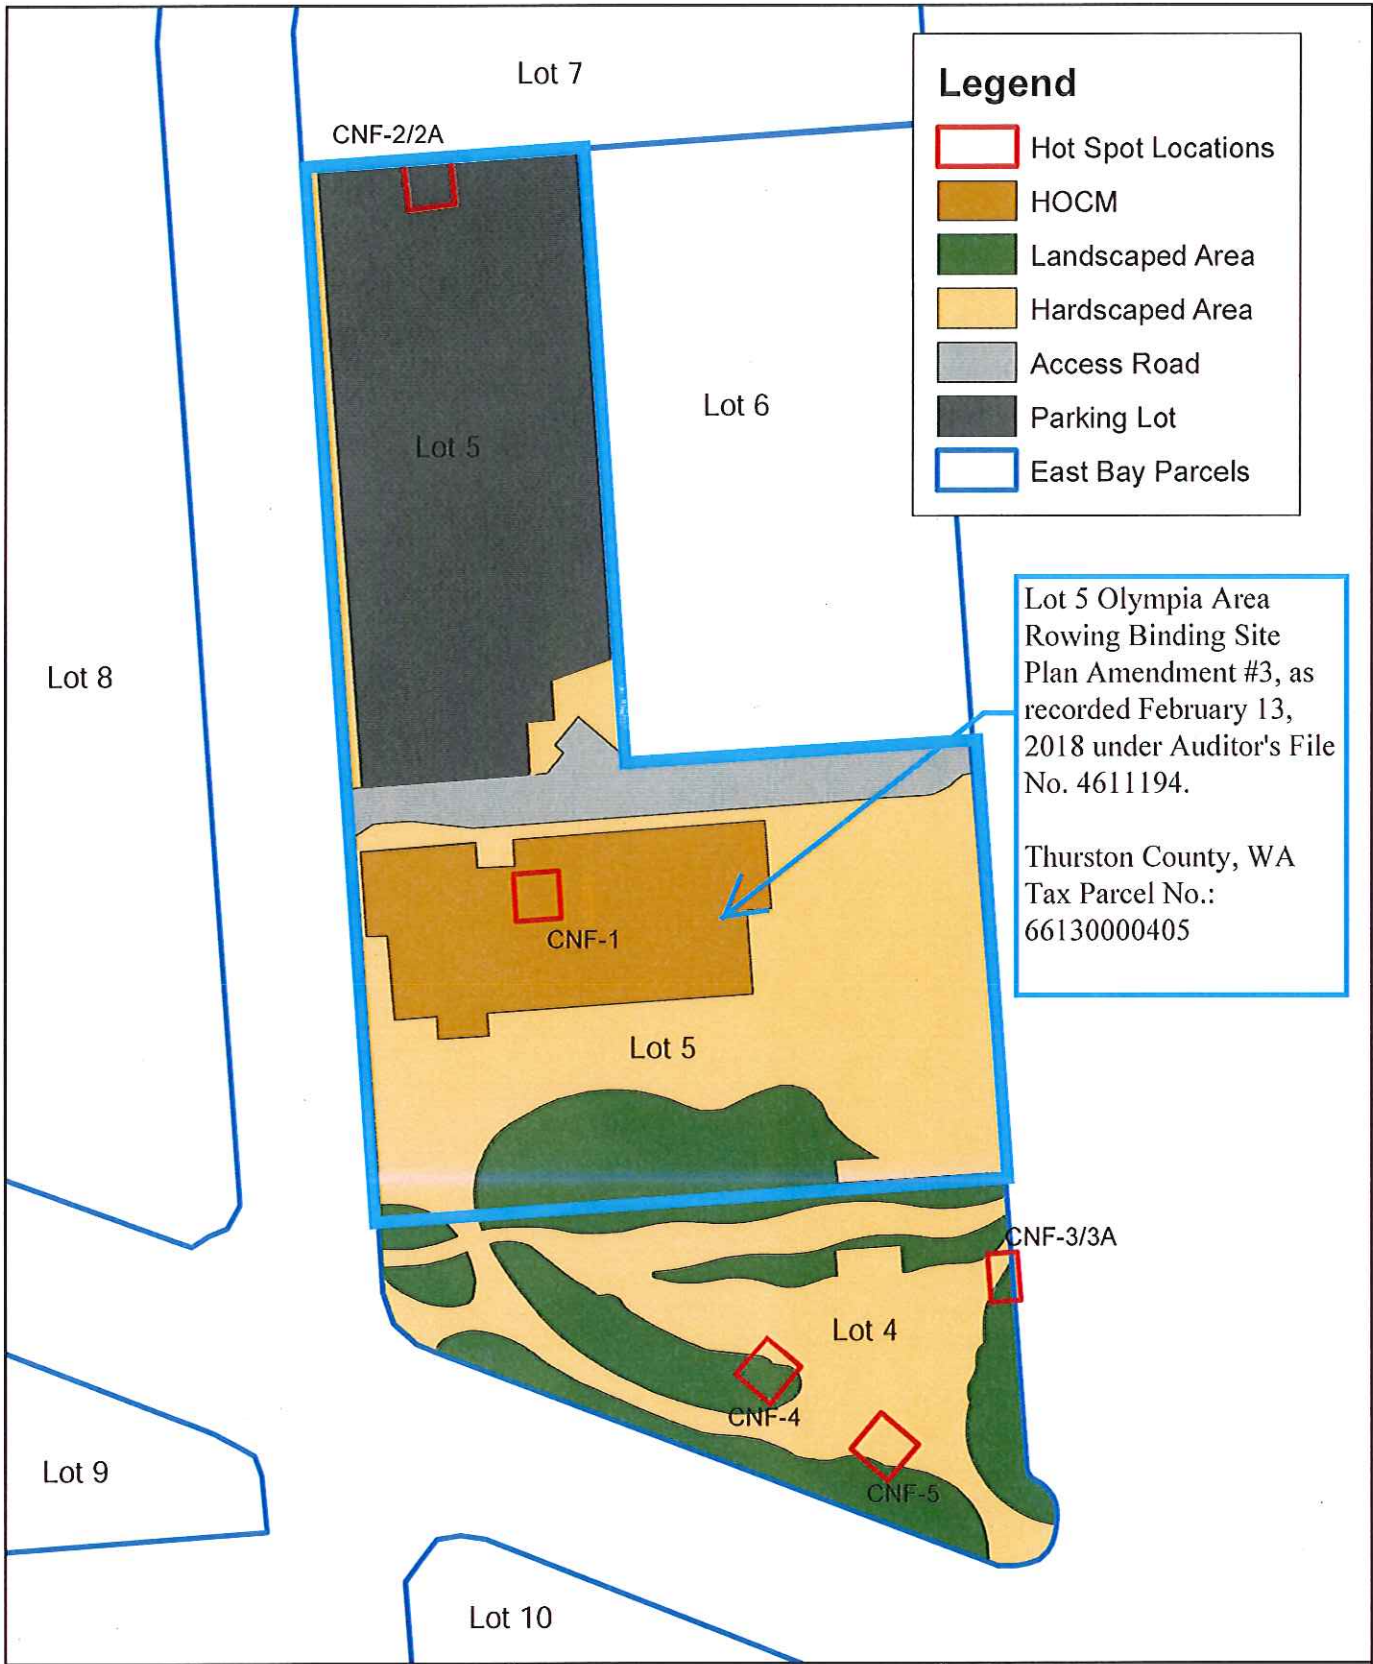 Lot 7
CNF-2/2A
Legend
Hot Spot Locations
HOCM
Landscaped Area
Hardscaped Area
Access Road
Parking Lot
East Bay Parcels
Lot 6
Lot 5
Lot 8
Lot 5 Olympia Area
Rowing Binding Site
Plan Amendment #3, as
recorded February 13,
2018 under Auditor's File
No. 4611194.
Thurston County, WA
Tax Parcel No.:
66130000405
CNF-1
Lot 5
CNF-3/3A
Lot 4
CNF-4
CNF-5
Lot 9
Lot 10